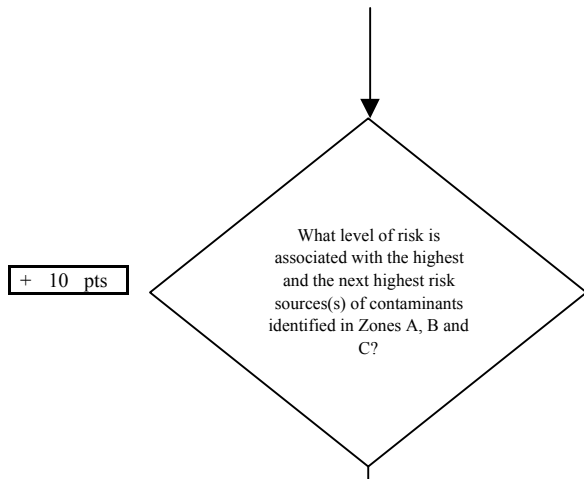 What level of risk is
associated with the highest
and the next highest risk
sources(s) of contaminants
identified in Zones A, B and
C?
+ 10 pts